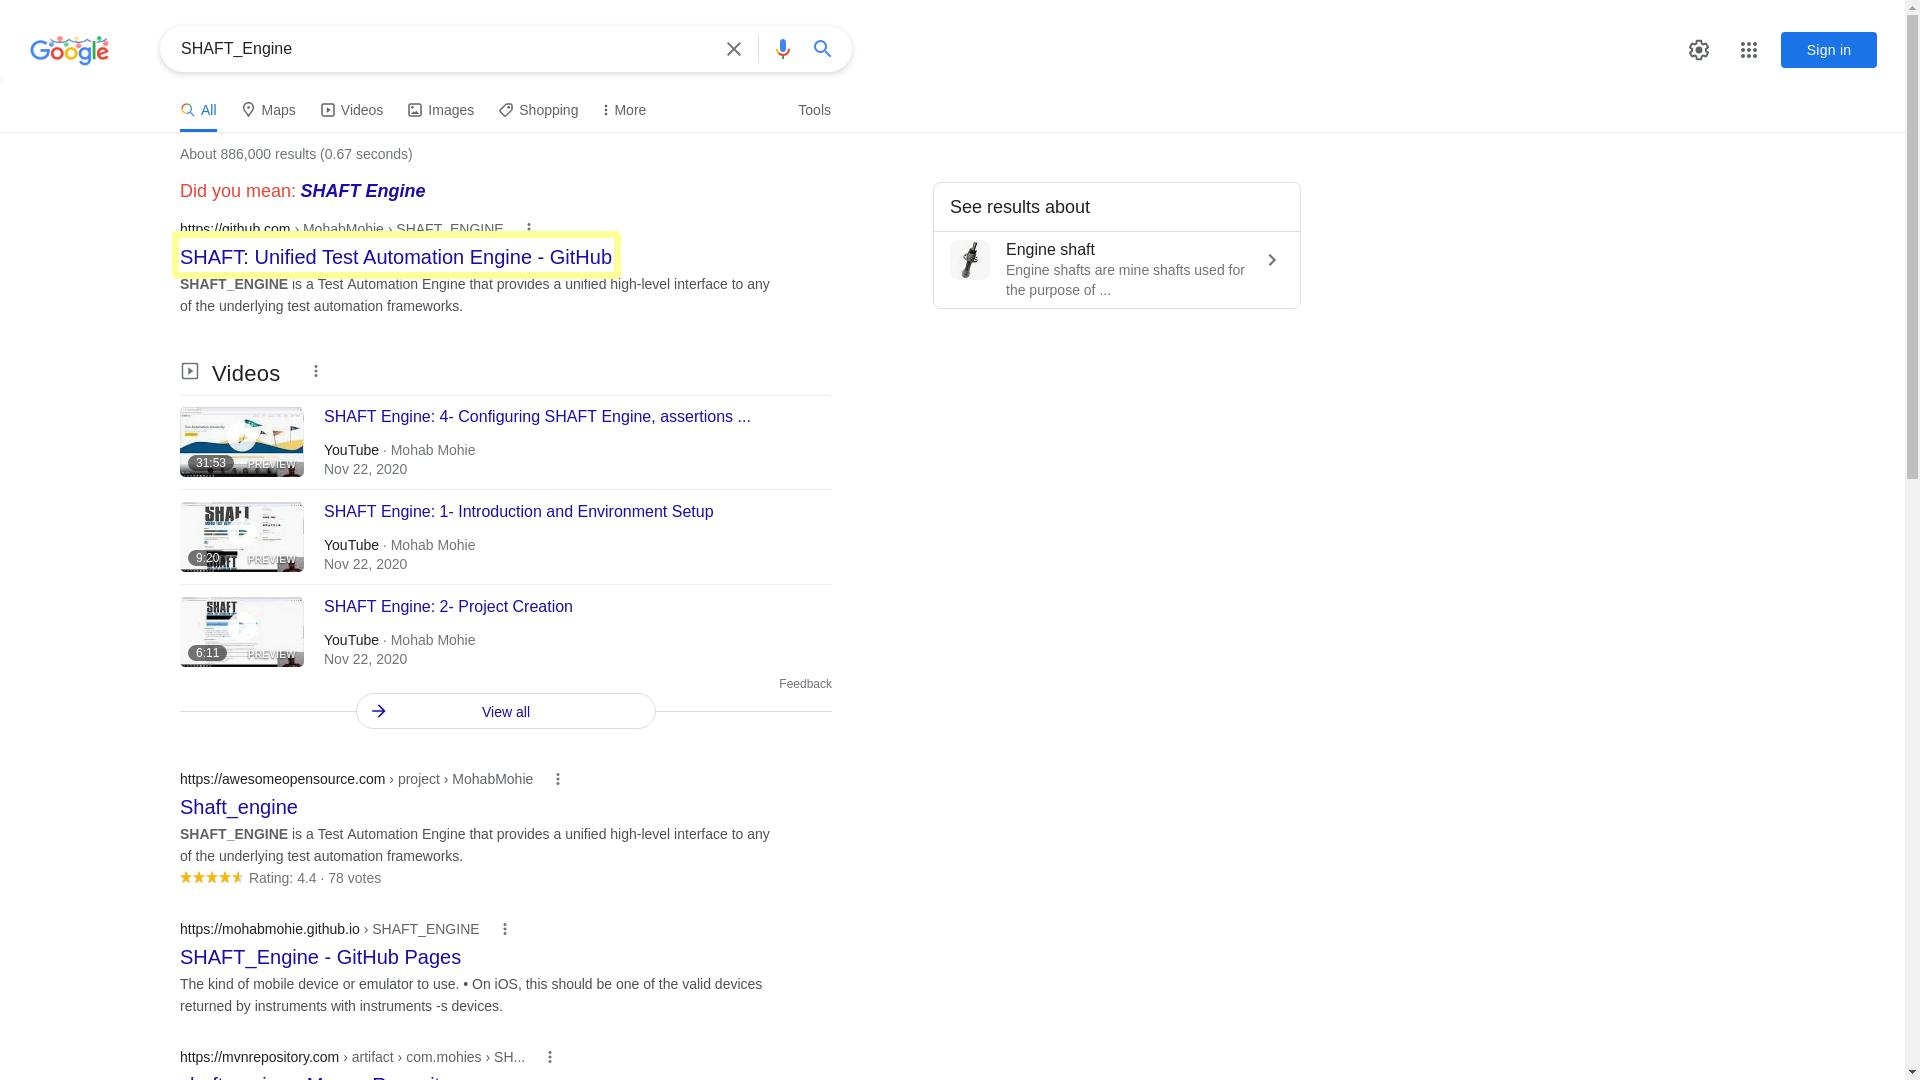 Google
SHAFT_Engine
Sign in
All
Maps
Videos
Images
Shopping
More
Tools
About 886,000 results (0.67 seconds)
Did you mean: SHAFT Engine
https://github.com › MohabMohie › SHAFT_ENGINE
SHAFT: Unified Test Automation Engine - GitHub
SHAFT_ENGINE is a Test Automation Engine that provides a unified high-level interface to any
of the underlying test automation frameworks.
See results about
Engine shaft
Engine shafts are mine shafts used for
the purpose of ...
Videos
SHAFT Engine: 4- Configuring SHAFT Engine, assertions ...
31:53
PREVIEW
YouTube · Mohab Mohie
Nov 22, 2020
SHAFT Engine: 1- Introduction and Environment Setup
SHAFT
9:20
PREVIEW
YouTube · Mohab Mohie
Nov 22, 2020
SHAFT Engine: 2- Project Creation
SHAFT
6:11
PREVIEW
YouTube · Mohab Mohie
Nov 22, 2020
Feedback
View all
https://awesomeopensource.com › project › MohabMohie
Shaft_engine
SHAFT_ENGINE is a Test Automation Engine that provides a unified high-level interface to any
of the underlying test automation frameworks.
Rating: 4.4 · 78 votes
https://mohabmohie.github.io › SHAFT_ENGINE
SHAFT_Engine - GitHub Pages
The kind of mobile device or emulator to use. • On iOS, this should be one of the valid devices
returned by instruments with instruments -s devices.
https://mvnrepository.com › artifact › com.mohies › SH...